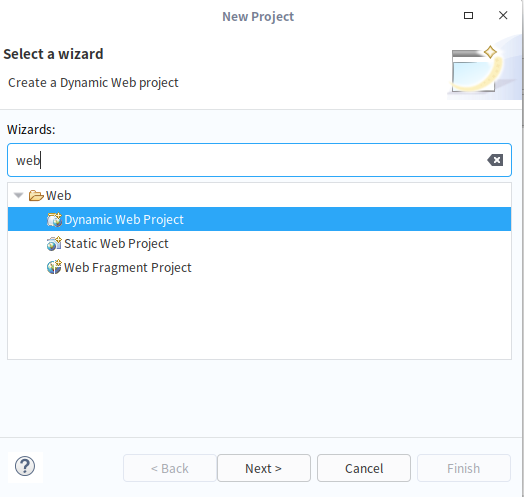 New Project
Select a wizard
Create a Dynamic Web project
Wizards:
web
Web
Dynamic Web Project
Static Web Project
Web Fragment Project
< Back Next > Cancel Finish